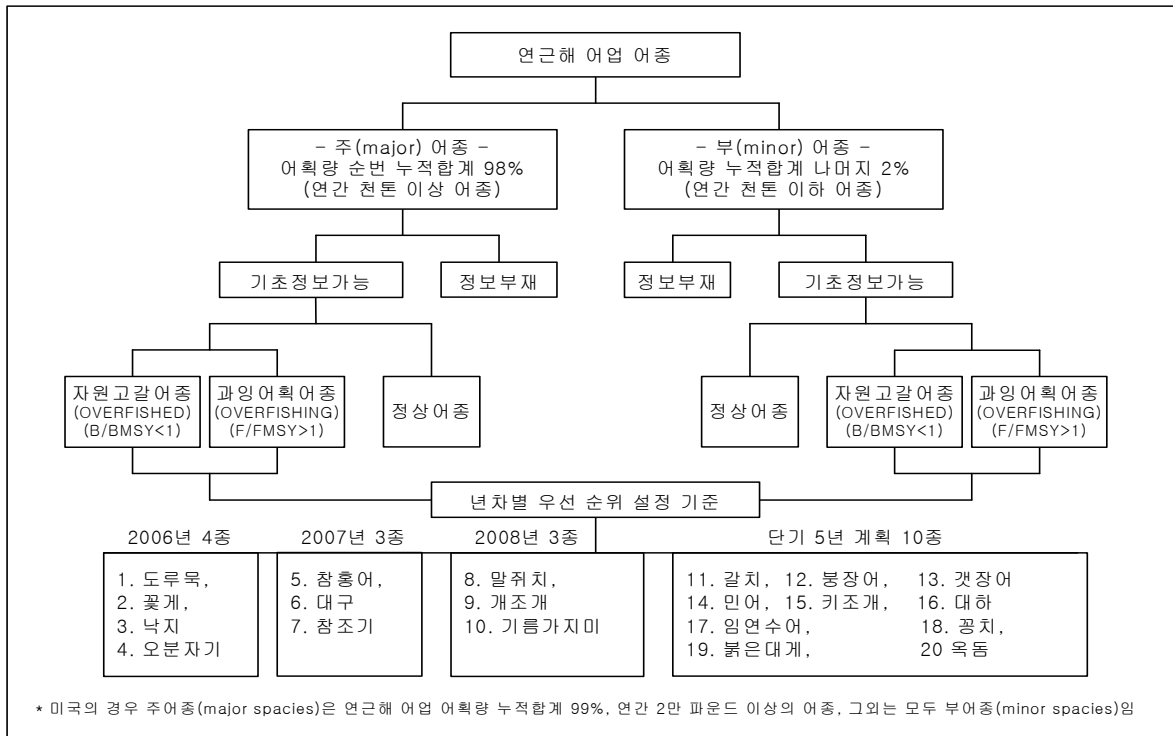 연근해 어업 어종
- 주(major) 어종 -
어획량 순번 누적합계 98%
(연간 천톤 이상 어종)
- 부(minor) 어종 -
어획량 누적합계 나머지 2%
(연간 천톤 이하 어종)
기초정보가능
정보부재
정보부재
기초정보가능
자원고갈어종
(OVERFISHED)
(B/BMSY<1)
과잉어획어종
(OVERFISHING)
(F/FMSY>1)
정상어종
정상어종
자원고갈어종
(OVERFISHED)
(B/BMSY<1)
과잉어획어종
(OVERFISHING)
(F/FMSY>1)
년차별 우선 순위 설정 기준
2006년 4종
1. 도루묵,
2. 꽃게,
3. 낙지
4. 오분자기
2007년 3종
5. 참홍어,
6. 대구
7. 참조기
2008년 3종
8. 말쥐치,
9. 개조개
10. 기름가지미
단기 5년 계획 10종
11. 갈치, 12. 붕장어, 13. 갯장어
14. 민어, 15. 키조개, 16. 대하
17. 임연수어, 18. 꽁치,
19. 붉은대게, 20 옥돔
* 미국의 경우 주어종(major spacies)은 연근해 어업 어획량 누적합계 99%, 연간 2만 파운드 이상의 어종, 그외는 모두 부어종(minor spacies)임